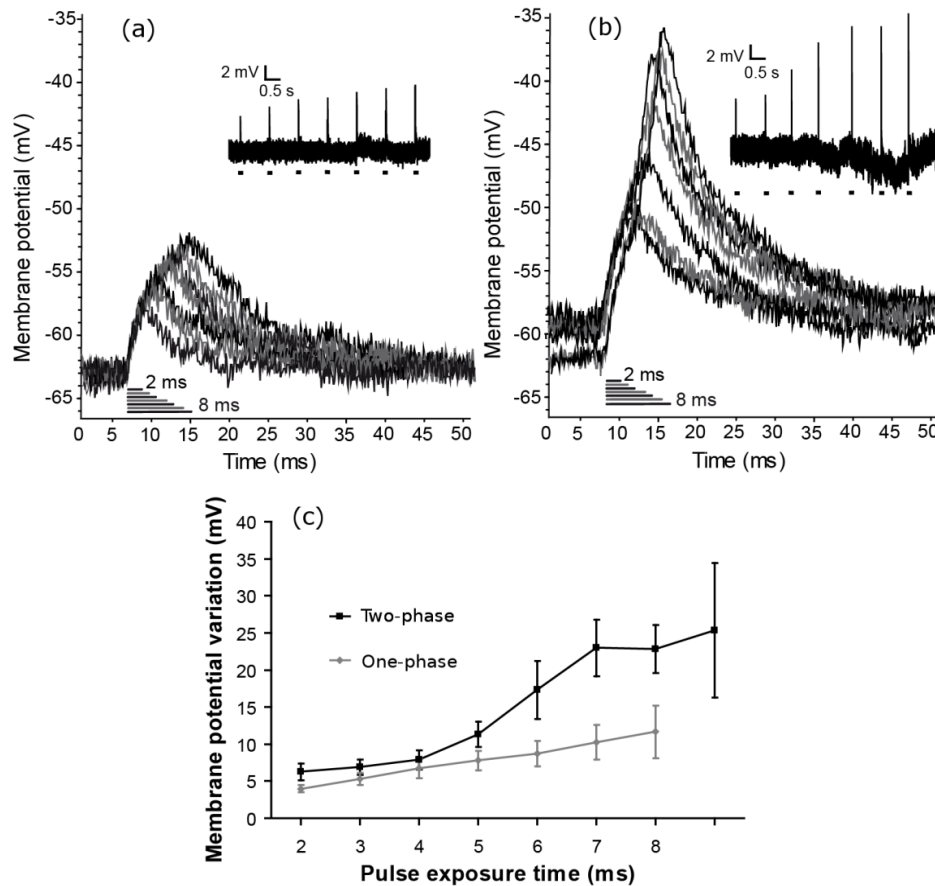 (a)
-35
-40
-45
-50
-55
-60
-65
Membrane potential (mV)
2 mV
0.5 s
2 ms
8 ms
0 5 10 15 20 25 30 35 40 45 50
Time (ms)
(b)
-35
-40
-45
-50
-55
-60
-65
Membrane potential (mV)
2 mV
0.5 s
2 ms
8 ms
0 5 10 15 20 25 30 35 40 45 50
Time (ms)
(c)
40
35
30
25
20
15
10
5
0
Membrane potential variation (mV)
Two-phase
One-phase
2 3 4 5 6 7 8
Pulse exposure time (ms)